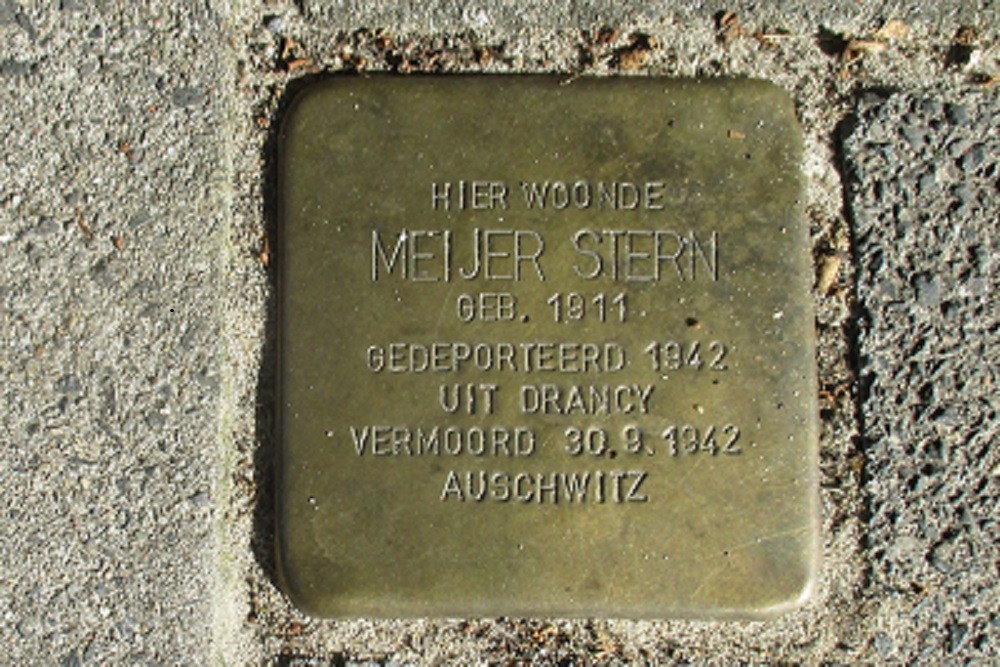 HIER WOONDE
MEIJER STERN
GEB. 1911
GEDEPORTEERD 1942
UIT DRANCY
VERMOORD 30.9.1942
AUSCHWITZ